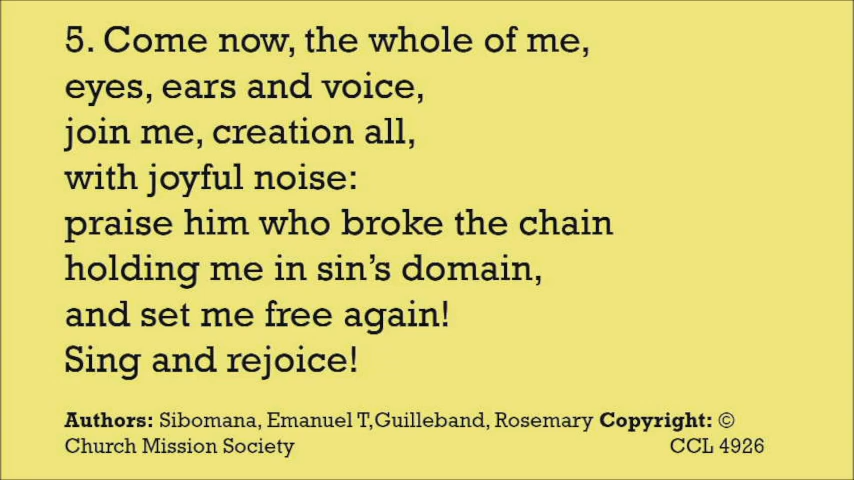 5. Come now, the whole of me,
eyes, ears and voice,
join me, creation all,
with joyful noise:
praise him who broke the chain
holding me in sin’s domain,
and set me free again!
Sing and rejoice!
Authors: Sibomana, Emanuel T,Guilleband, Rosemary Copyright: ©
Church Mission Society CCL 4926